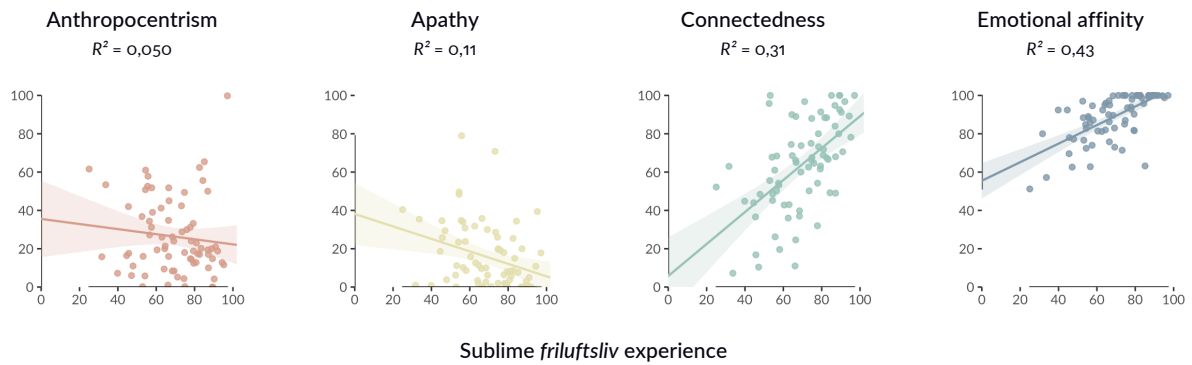 Anthropocentrism
R² = 0,050
100
80
60
40
20
0
0 20 40 60 80 100
Apathy
R² = 0,11
100
80
60
40
20
0
0 20 40 60 80 100
Connectedness
R² = 0,31
100
80
60
40
20
0
0 20 40 60 80 100
Emotional affinity
R² = 0,43
100
80
60
40
20
0
0 20 40 60 80 100
Sublime friluftsliv experience